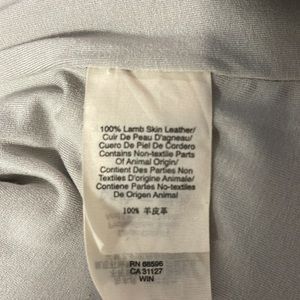 100% Lamb Skin Leather/
Cuir De Peau D'agneau/
Cuero De Piel De Cordero
Contains Non-textile Parts
Of Animal Origin/
Contient Des Parties Non
Textiles D'origine Animale/
Contiene Partes No Textiles
De Origen Animal
100% 羊皮革
RN 68596
CA 31127
WIN